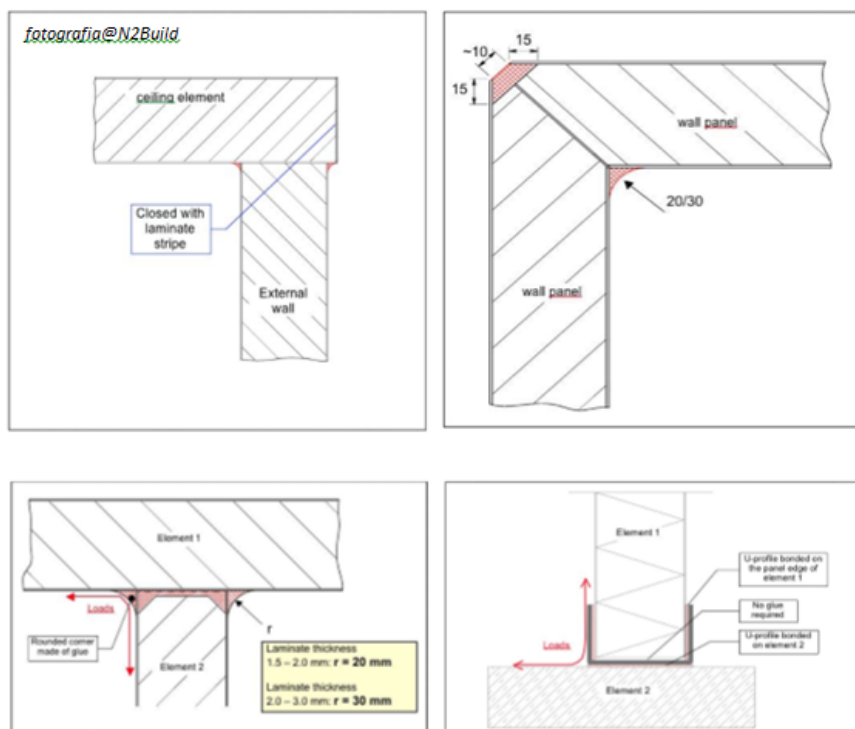 fotografia@N2Build
ceiling element
Closed with
laminate
stripe
External
wall
15
~10
15
wall panel
20/30
wall panel
Element 1
Loads
r
Rounded corner
made of glue
Element 2
Laminate thickness
1.5 – 2.0 mm: r = 20 mm
Laminate thickness
2.0 – 3.0 mm: r = 30 mm
Element 1
U-profile bonded on
the panel edge of
element 1
No glue
required
Loads
U-profile bonded
on element 2
Element 2